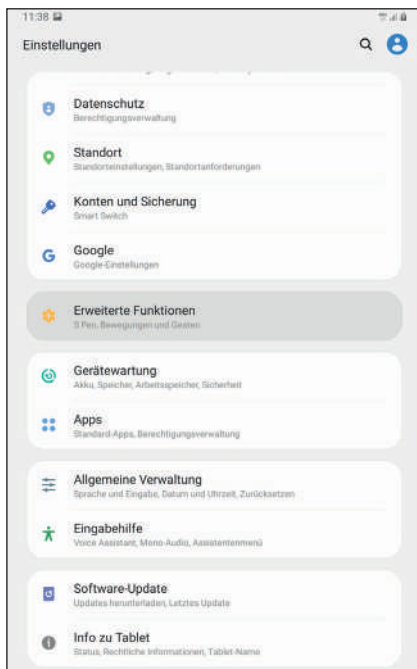 11:38
Einstellungen
Datenschutz
Berechtigungsverwaltung
Standort
Standorteinstellungen, Standortanforderungen
Konten und Sicherung
Smart Switch
Google
Google-Einstellungen
Erweiterte Funktionen
S Pen, Bewegungen und Gesten
Gerätewartung
Akku, Speicher, Arbeitsspeicher, Sicherheit
Apps
Standard-Apps, Berechtigungsverwaltung
Allgemeine Verwaltung
Sprache und Eingabe, Datum und Uhrzeit, Zurücksetzen
Eingabehilfe
Voice Assistant, Mono-Audio, Assistentenmenü
Software-Update
Updates herunterladen, Letztes Update
Info zu Tablet
Status, Rechtliche Informationen, Tablet-Name